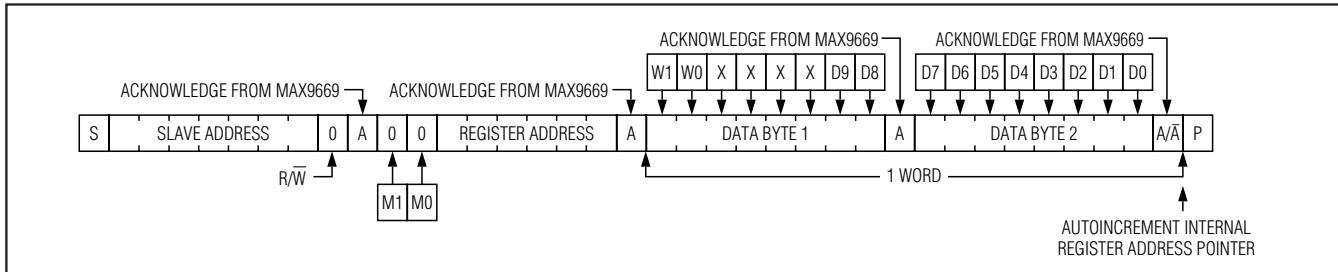 ACKNOWLEDGE FROM MAX9669
ACKNOWLEDGE FROM MAX9669
W1 W0 X X X X D9 D8
D7 D6 D5 D4 D3 D2 D1 D0
ACKNOWLEDGE FROM MAX9669
ACKNOWLEDGE FROM MAX9669
S SLAVE ADDRESS 0 A 0 0 REGISTER ADDRESS A DATA BYTE 1 A DATA BYTE 2 A/A̅ P
R/W̅
1 WORD
M1 M0
AUTOINCREMENT INTERNAL
REGISTER ADDRESS POINTER